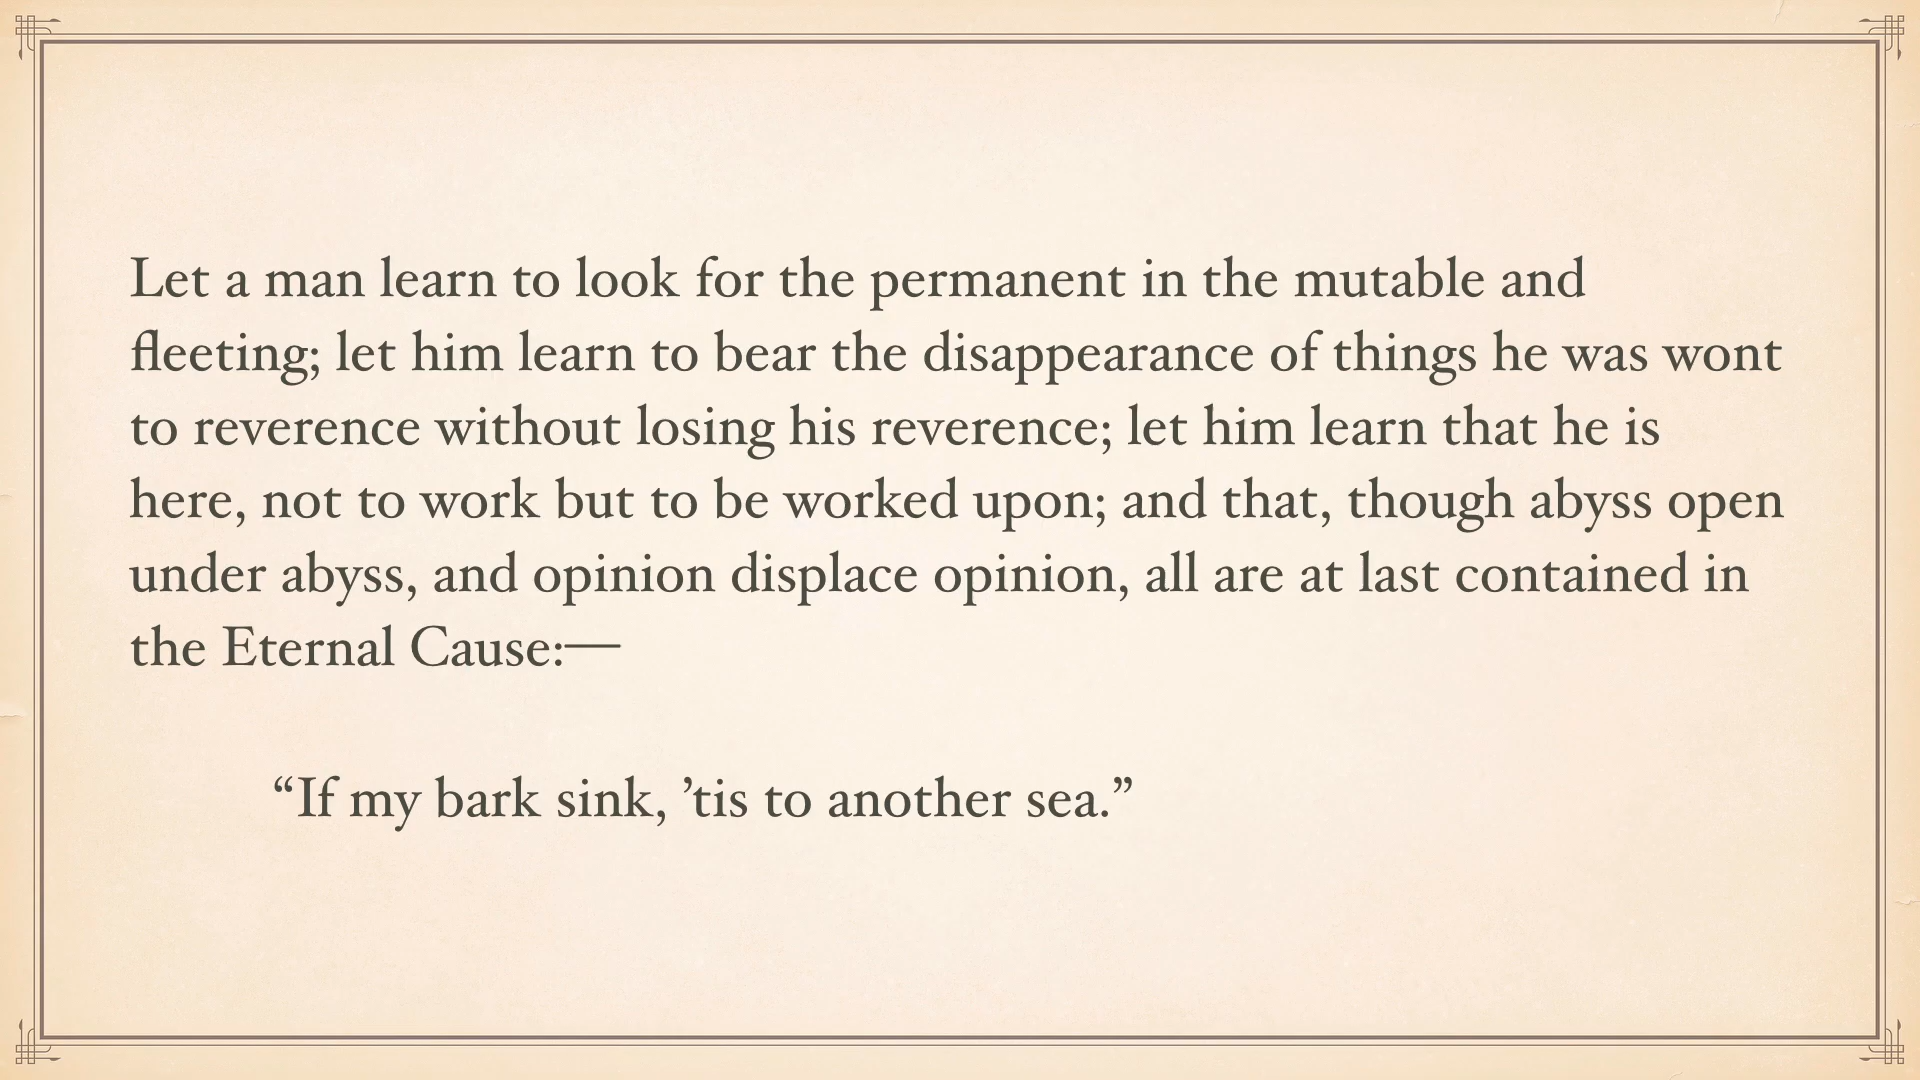 Let a man learn to look for the permanent in the mutable and
fleeting; let him learn to bear the disappearance of things he was wont
to reverence without losing his reverence; let him learn that he is
here, not to work but to be worked upon; and that, though abyss open
under abyss, and opinion displace opinion, all are at last contained in
the Eternal Cause:—
“If my bark sink, ’tis to another sea.”